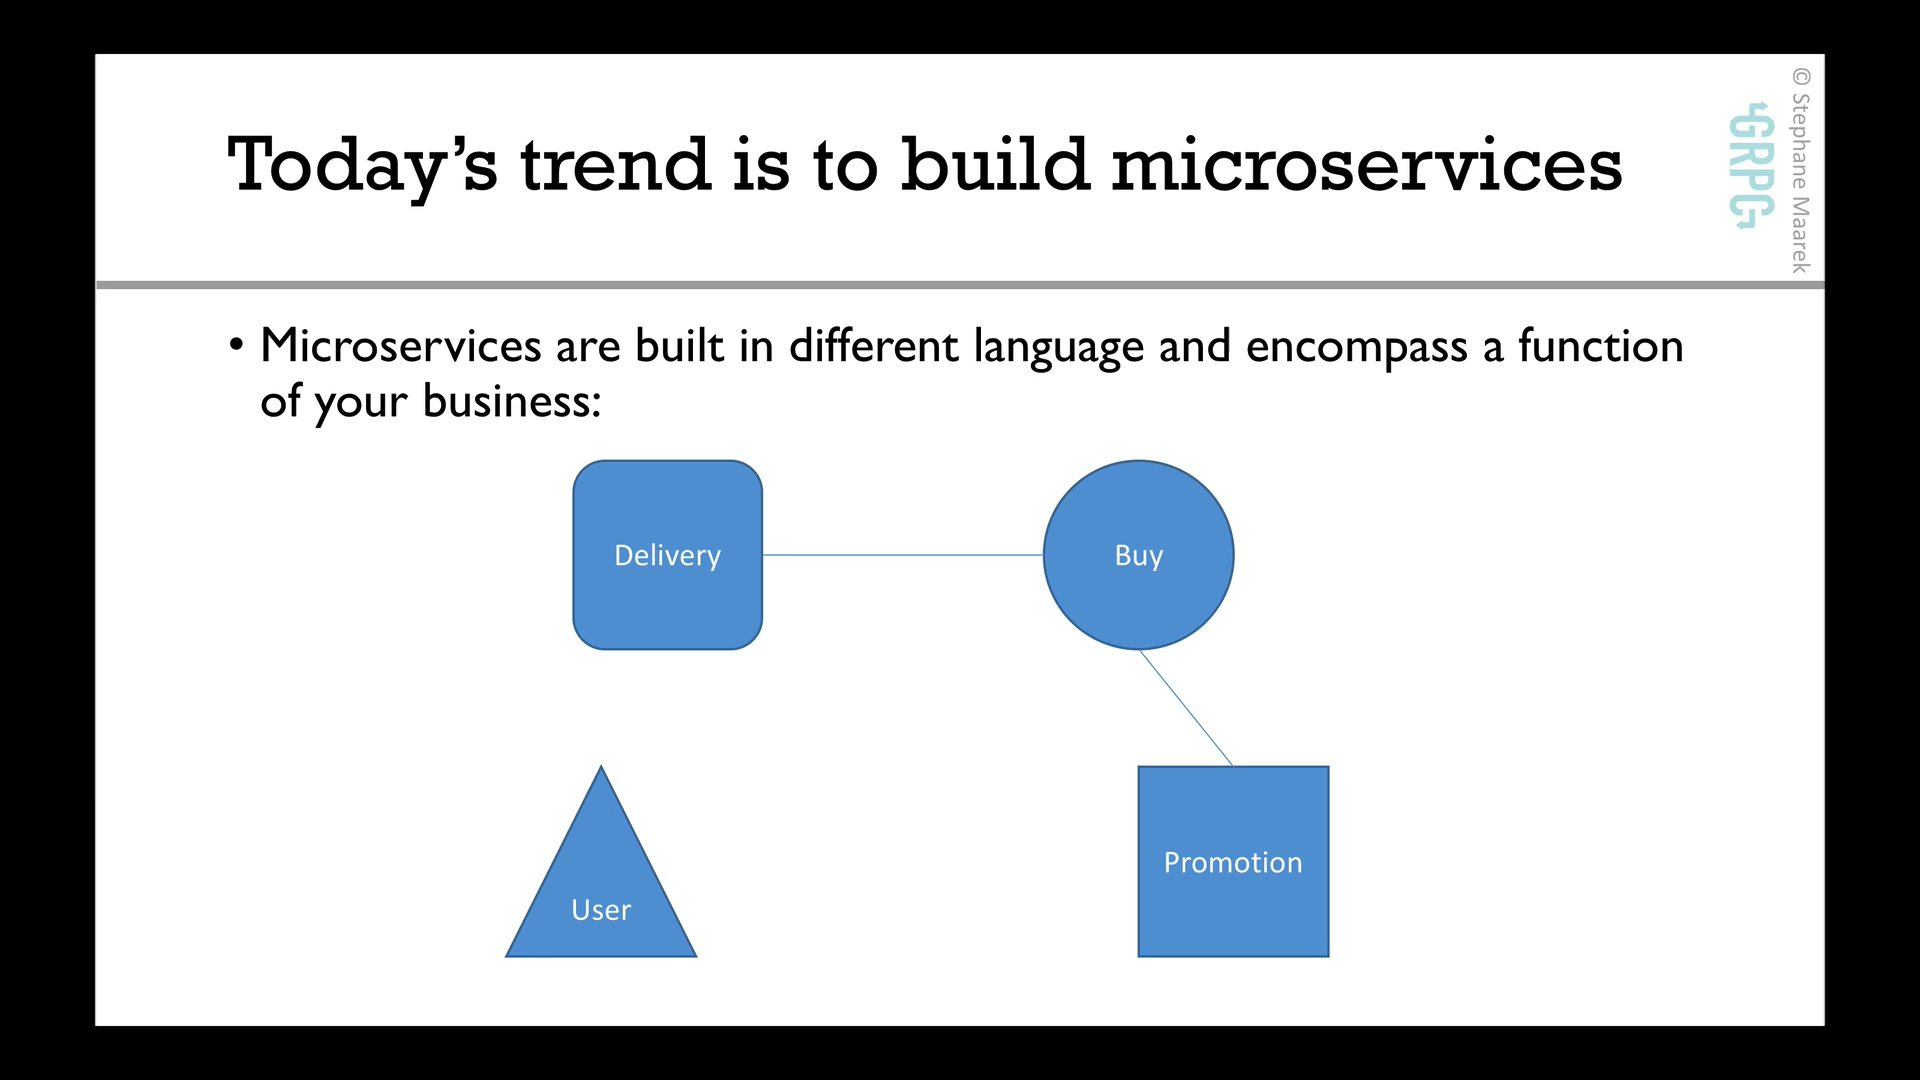 Today’s trend is to build microservices
GRPC
© Stephane Maarek
• Microservices are built in different language and encompass a function
of your business:
Delivery
Buy
User
Promotion